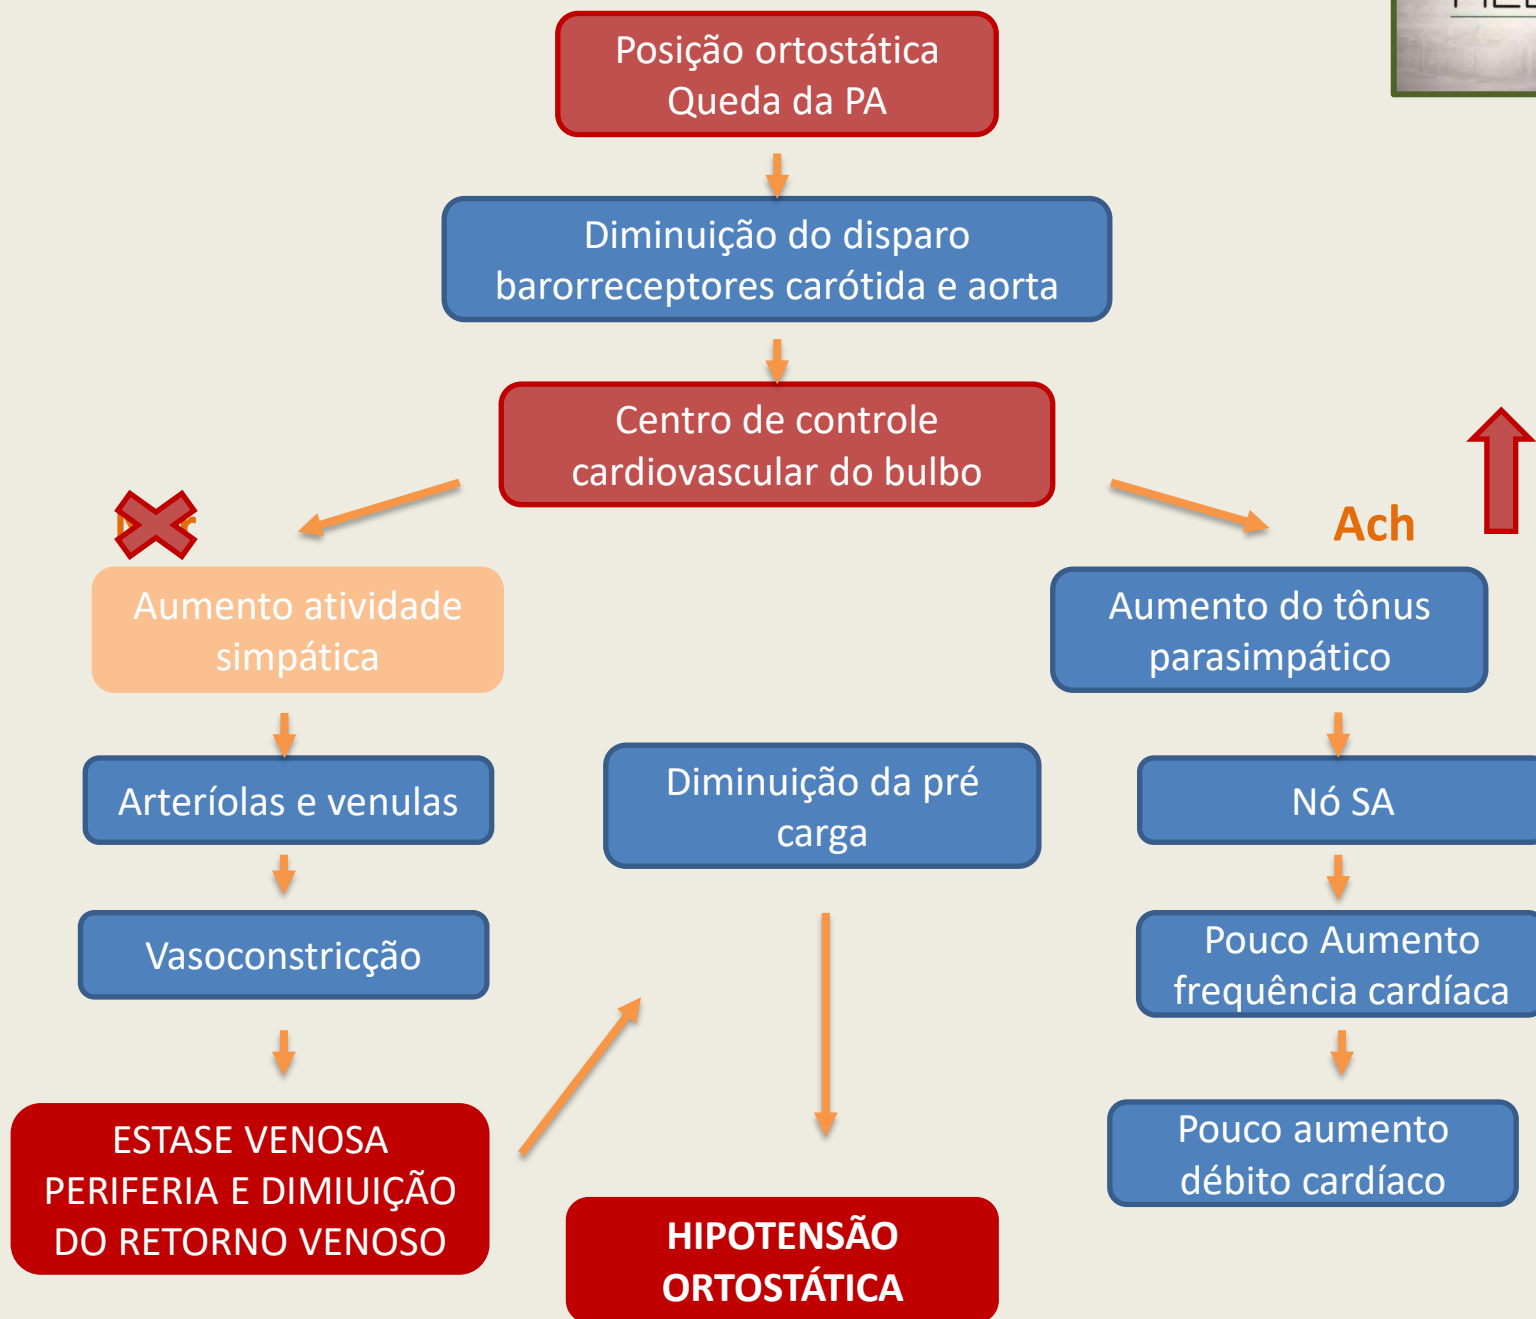 Posição ortostática
Queda da PA
Diminuição do disparo
barorreceptores carótida e aorta
Centro de controle
cardiovascular do bulbo
Ach
Aumento atividade
simpática
Aumento do tônus
parasimpático
Arteríolas e venulas
Diminuição da pré
carga
Nó SA
Vasoconstricção
Pouco Aumento
frequência cardíaca
ESTASE VENOSA
PERIFERIA E DIMIUIÇÃO
DO RETORNO VENOSO
Pouco aumento
débito cardíaco
HIPOTENSÃO
ORTOSTÁTICA